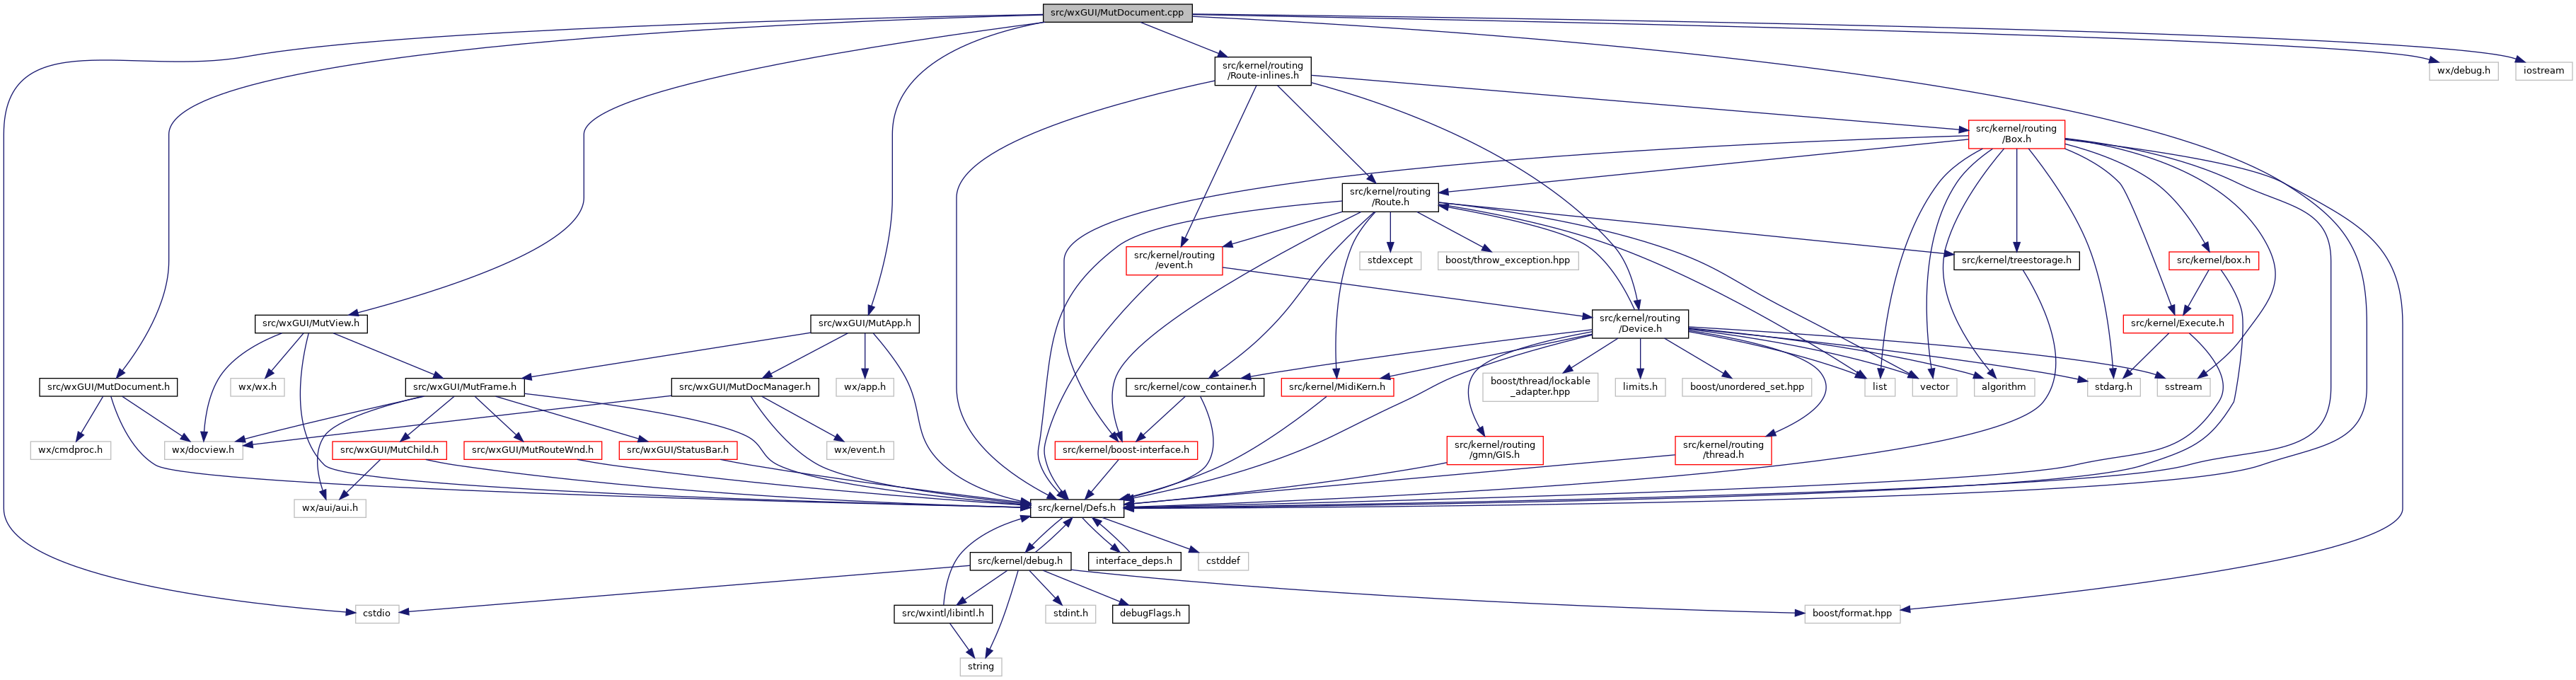 src/wxGUI/MutDocument.cpp
src/kernel/routing
/Route-inlines.h
wx/debug.h
iostream
src/kernel/routing
/Box.h
src/kernel/routing
/Route.h
src/kernel/routing
/event.h
stdexcept
boost/throw_exception.hpp
src/kernel/treestorage.h
src/kernel/box.h
src/wxGUI/MutView.h
src/wxGUI/MutApp.h
src/kernel/routing
/Device.h
src/kernel/Execute.h
src/wxGUI/MutDocument.h
wx/wx.h
src/wxGUI/MutFrame.h
src/wxGUI/MutDocManager.h
wx/app.h
src/kernel/cow_container.h
src/kernel/MidiKern.h
boost/thread/lockable
_adapter.hpp
limits.h
boost/unordered_set.hpp
list
vector
algorithm
stdarg.h
sstream
wx/cmdproc.h
wx/docview.h
src/wxGUI/MutChild.h
src/wxGUI/MutRouteWnd.h
src/wxGUI/StatusBar.h
wx/event.h
src/kernel/boost-interface.h
src/kernel/routing
/gmn/GIS.h
src/kernel/routing
/thread.h
wx/aui/aui.h
src/kernel/Defs.h
src/kernel/debug.h
interface_deps.h
cstddef
cstdio
src/wxintl/libintl.h
stdint.h
debugFlags.h
boost/format.hpp
string